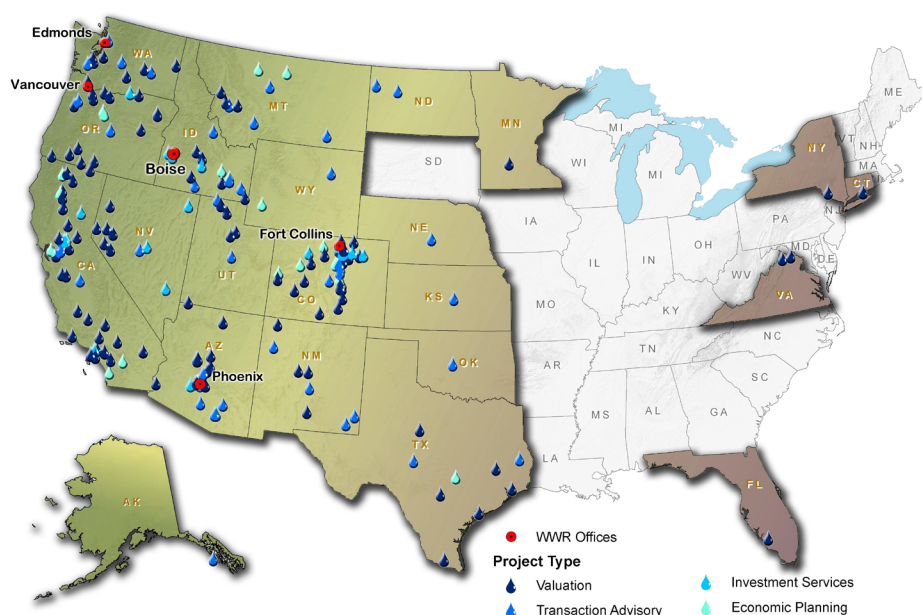 Edmonds
WA
Vancouver
MT
ND
MN
ME
OR
ID
Boise
SD
WI
MI
MI
NY
VT
NH
MA
CT
WY
IA
PA
NJ
Fort Collins
NE
NV
UT
CA
CO
KS
IL
IN
OH
WV
MD
DE
VA
MO
KY
AZ
NM
OK
AR
TN
NC
Phoenix
SC
MS
AL
GA
TX
LA
FL
AK
WWR Offices
Project Type
Valuation
Investment Services
Transaction Advisory
Economic Planning